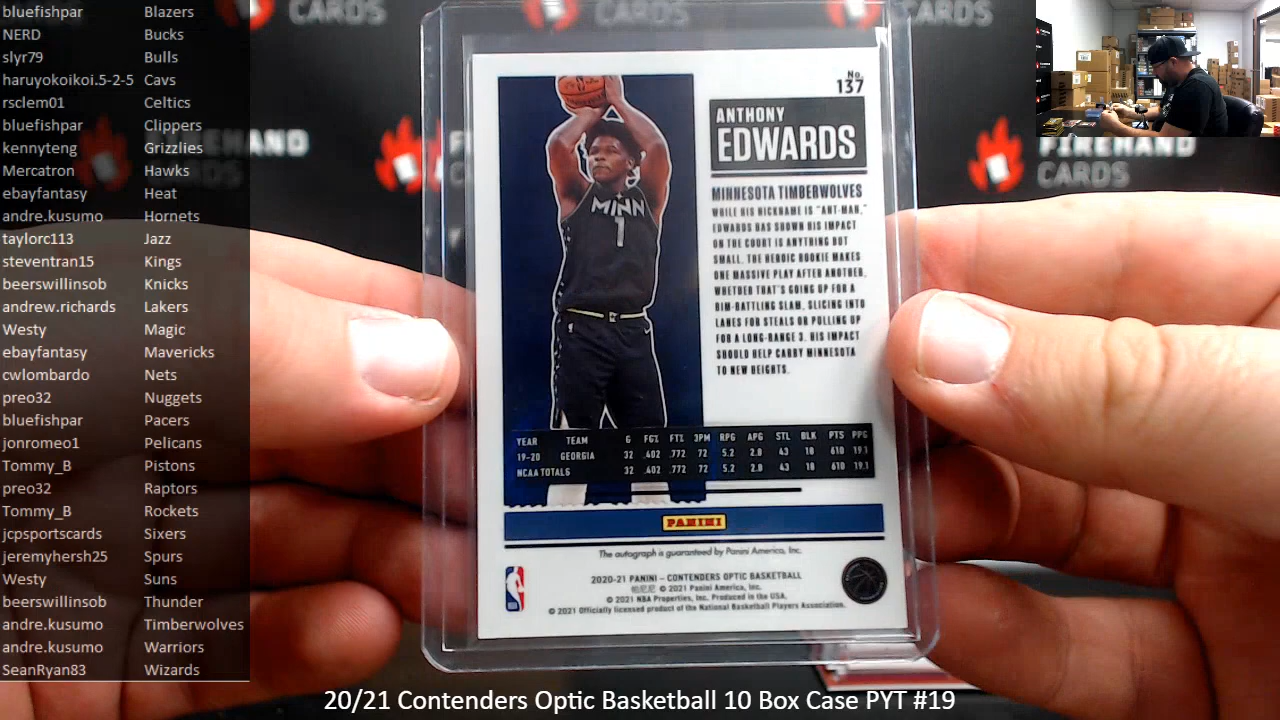 bluefishpar Blazers
NERD Bucks
slyr79 Bulls
haruyokoikoi.5-2-5 Cavs
rsclem01 Celtics
bluefishpar Clippers
kennyteng Grizzlies
Mercatron Hawks
ebayfantasy Heat
andre.kusumo Hornets
taylorc113 Jazz
steventran15 Kings
beerswillinsob Knicks
andrew.richards Lakers
Westy Magic
ebayfantasy Mavericks
cwlombardo Nets
preo32 Nuggets
bluefishpar Pacers
jonromeo1 Pelicans
Tommy_B Pistons
preo32 Raptors
Tommy_B Rockets
jcpsportscards Sixers
jeremyhersh25 Spurs
Westy Suns
beerswillinsob Thunder
andre.kusumo Timberwolves
andre.kusumo Warriors
SeanRyan83 Wizards
CARDS
CARDS
CARDS
FIREHAND
CARDS
No.
137
ANTHONY
EDWARDS
MINNESOTA TIMBERWOLVES
WHILE HIS NICKNAME IS "ANT-MAN,"
EDWARDS HAS SHOWN HIS IMPACT
ON THE COURT IS ANYTHING BUT
SMALL. THE HEROIC ROOKIE MAKES
ONE MASSIVE PLAY AFTER ANOTHER,
WHETHER THAT'S GOING UP FOR A
RIM-RATTLING SLAM, SLICING INTO
LANES FOR STEALS OR PULLING UP
FOR A LONG-RANGE 3. HIS IMPACT
SHOULD HELP CARRY MINNESOTA
TO NEW HEIGHTS.
MINN
1
YEAR TEAM G FG% FT% 3PM RPG APG STL BLK PTS PPG
19-20 GEORGIA 32 .402 .772 72 5.2 2.8 43 18 610 19.1
NCAA TOTALS 32 .402 .772 72 5.2 2.8 43 18 610 19.1
PANINI
The autograph is guaranteed by Panini America, Inc.
2020-21 PANINI – CONTENDERS OPTIC BASKETBALL
© 2021 Panini America, Inc.
© 2021 NBA Properties, Inc. Produced in the USA.
© 2021 Officially licensed product of the National Basketball Players Association.
NBA
20/21 Contenders Optic Basketball 10 Box Case PYT #19